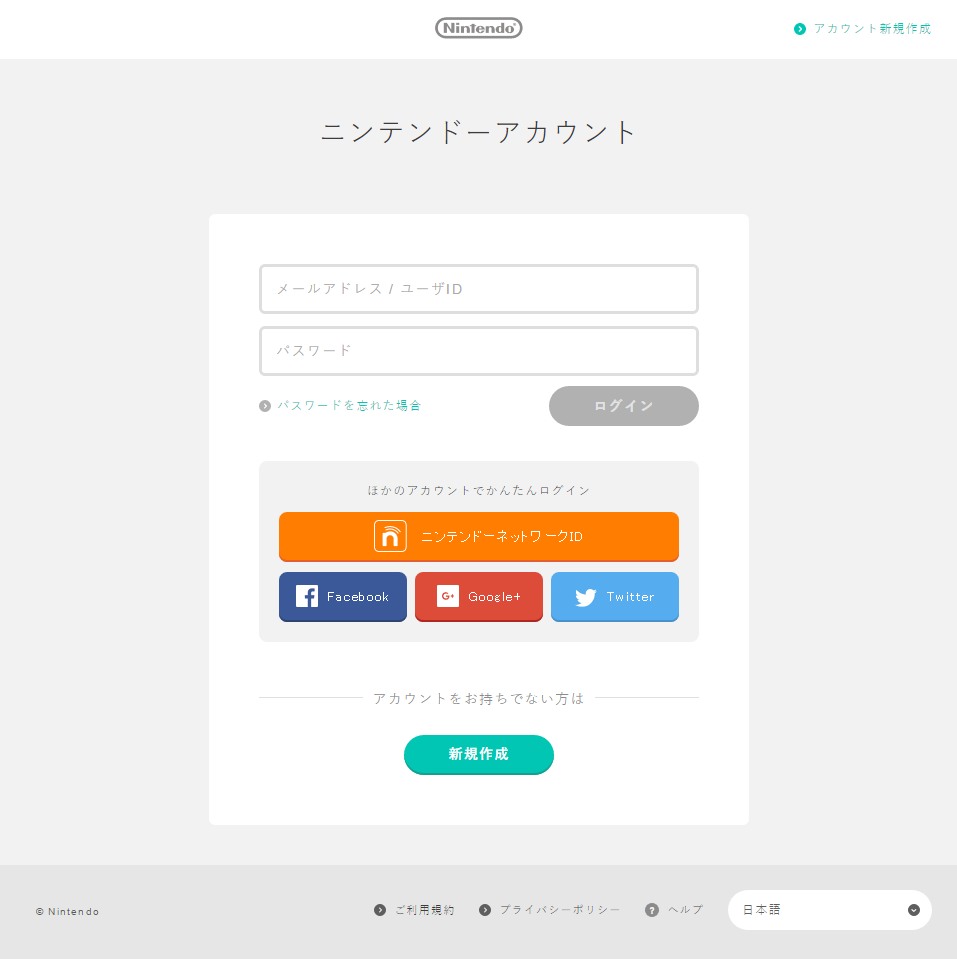 Nintendo
アカウント新規作成
ニンテンドーアカウント
メールアドレス / ユーザID
パスワード
パスワードを忘れた場合
ログイン
ほかのアカウントでかんたんログイン
ニンテンドーネットワークID
Facebook
G+ Google+
Twitter
アカウントをお持ちでない方は
新規作成
© Nintendo
ご利用規約
プライバシーポリシー
? ヘルプ
日本語